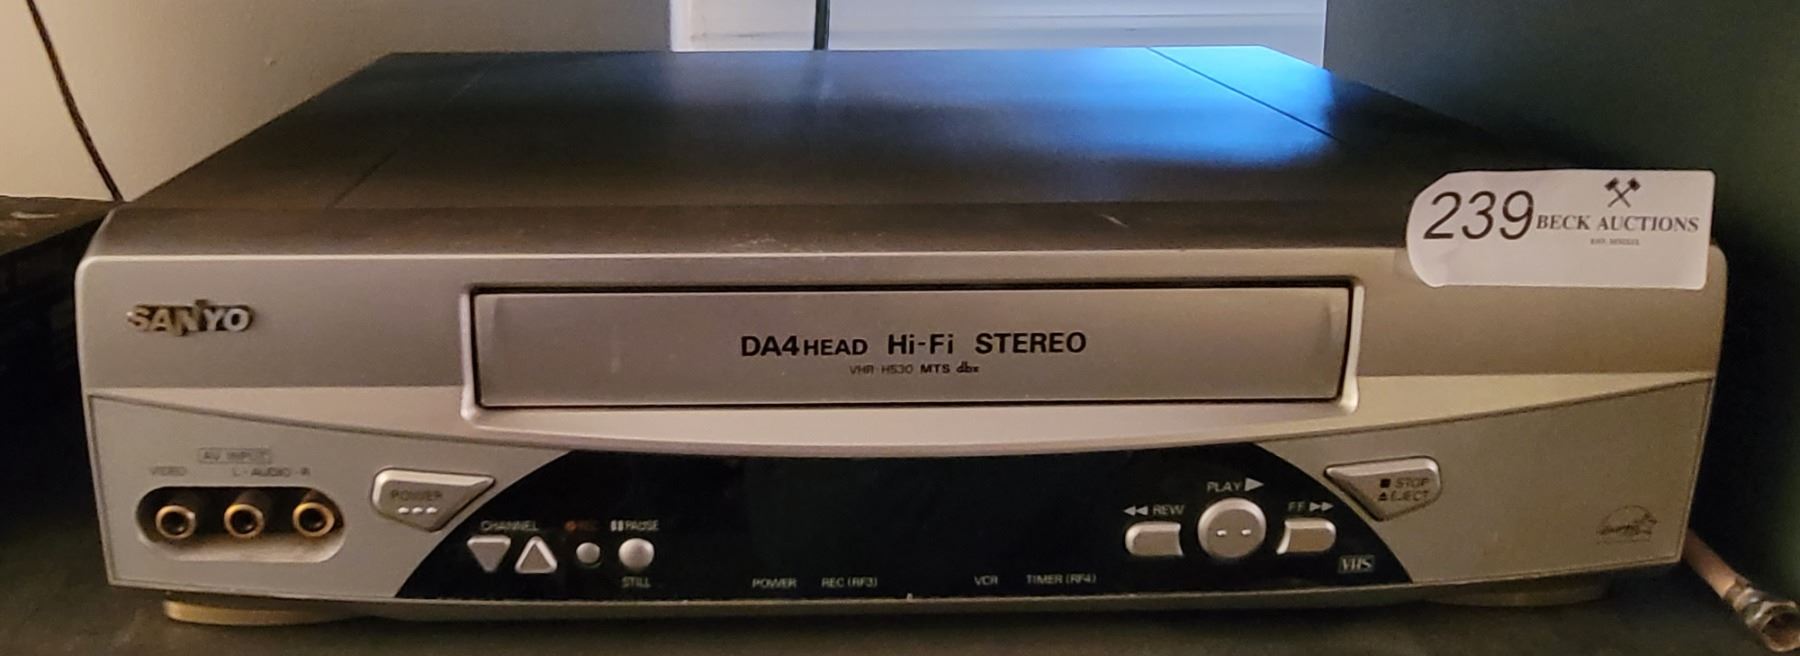 239 BECK AUCTIONS
SANYO
DA4 HEAD Hi-Fi STEREO
VHR-H530 MTS dbx
AV INPUT
VIDEO L - AUDIO - R
POWER
CHANNEL
REC
PAUSE
STILL
POWER REC (RF3) VCR TIMER (RF4)
PLAY
REW
FF
STOP
EJECT
VHS